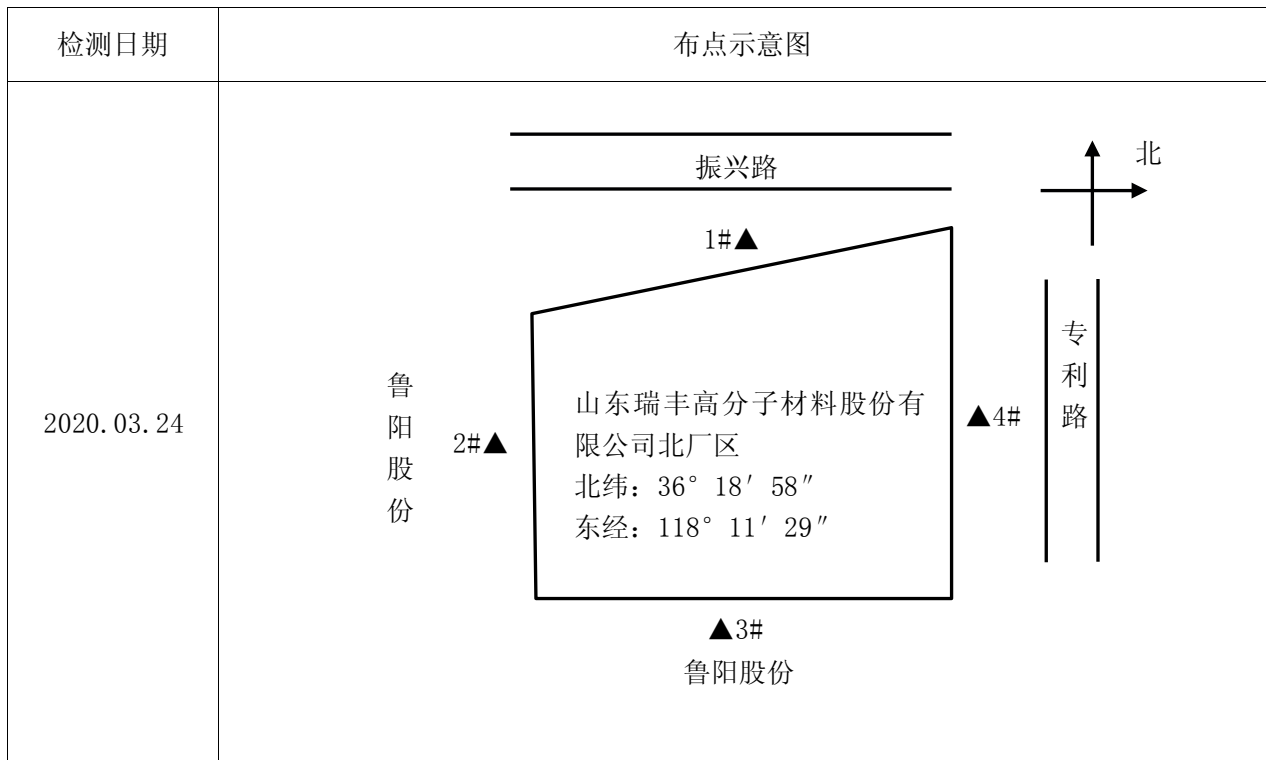 检测日期
布点示意图
2020.03.24
振兴路
北
1#▲
专利路
鲁阳股份
2#▲
山东瑞丰高分子材料股份有
限公司北厂区
北纬：36° 18′ 58″
东经：118° 11′ 29″
▲4#
▲3#
鲁阳股份